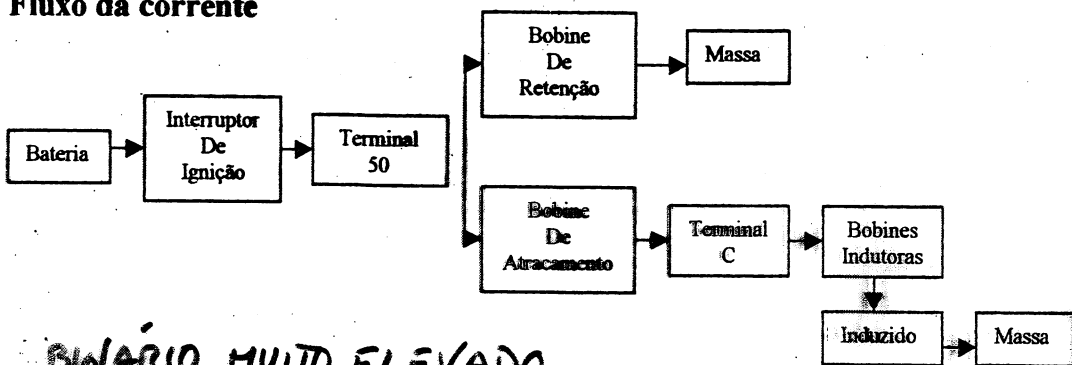 Fluxo da corrente
Bobine
De
Retenção
Massa
Bateria
Interruptor
De
Ignição
Terminal
50
Bobine
De
Atracamento
Terminal
C
Bobines
Indutoras
Induzido
Massa
BINÁRIO MUITO ELEVADO